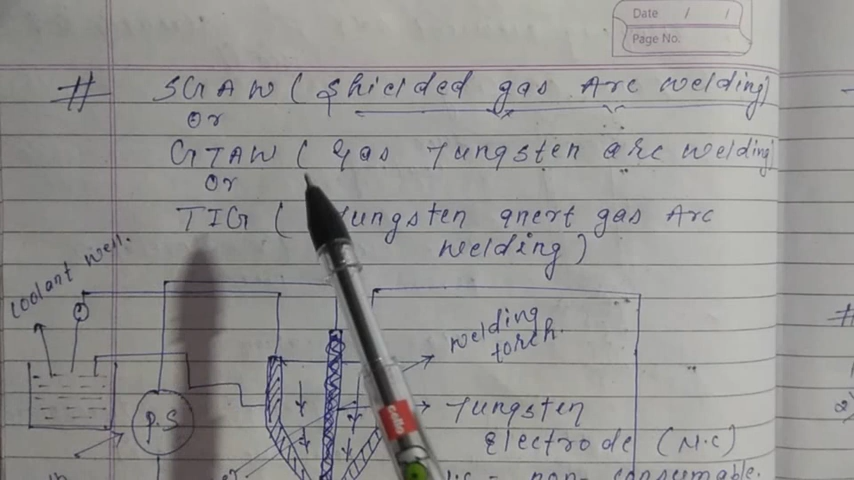 Date / /
Page No.
# SGAW (Shielded gas Arc welding)
or
GTAW (Gas Tungsten arc welding)
or
TIG (Tungsten inert gas Arc
welding)
coolant well.
welding
torch.
P.S
Tungsten
Electrode (N.C)
non-consumable.
cello
#